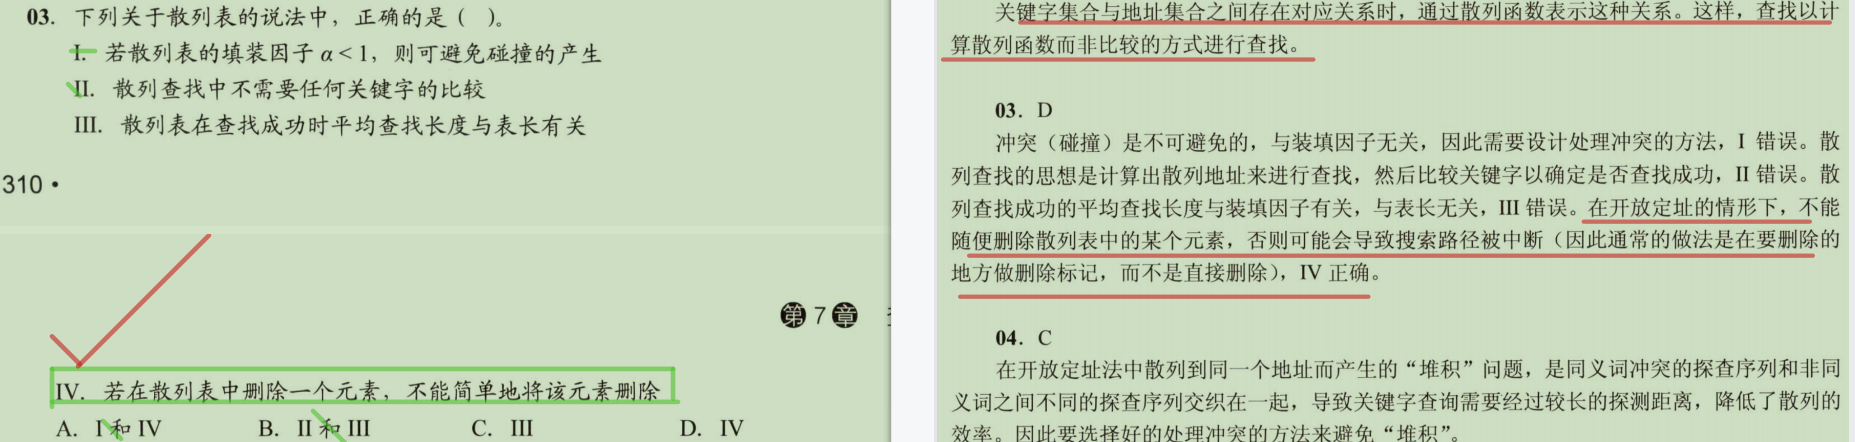 03. 下列关于散列表的说法中，正确的是（ ）。
I. 若散列表的填装因子α<1，则可避免碰撞的产生
II. 散列查找中不需要任何关键字的比较
III. 散列表在查找成功时平均查找长度与表长有关
310·
第7章
IV. 若在散列表中删除一个元素，不能简单地将该元素删除
A. I和IV B. II和III C. III D. IV
关键字集合与地址集合之间存在对应关系时，通过散列函数表示这种关系。这样，查找以计
算散列函数而非比较的方式进行查找。
03. D
冲突（碰撞）是不可避免的，与装填因子无关，因此需要设计处理冲突的方法，I 错误。散
列查找的思想是计算出散列地址来进行查找，然后比较关键字以确定是否查找成功，II 错误。散
列查找成功的平均查找长度与装填因子有关，与表长无关，III 错误。在开放定址的情形下，不能
随便删除散列表中的某个元素，否则可能会导致搜索路径被中断（因此通常的做法是在要删除的
地方做删除标记，而不是直接删除），IV 正确。
04. C
在开放定址法中散列到同一个地址而产生的“堆积”问题，是同义词冲突的探查序列和非同
义词之间不同的探查序列交织在一起，导致关键字查询需要经过较长的探测距离，降低了散列的
效率。因此要选择好的处理冲突的方法来避免“堆积”。